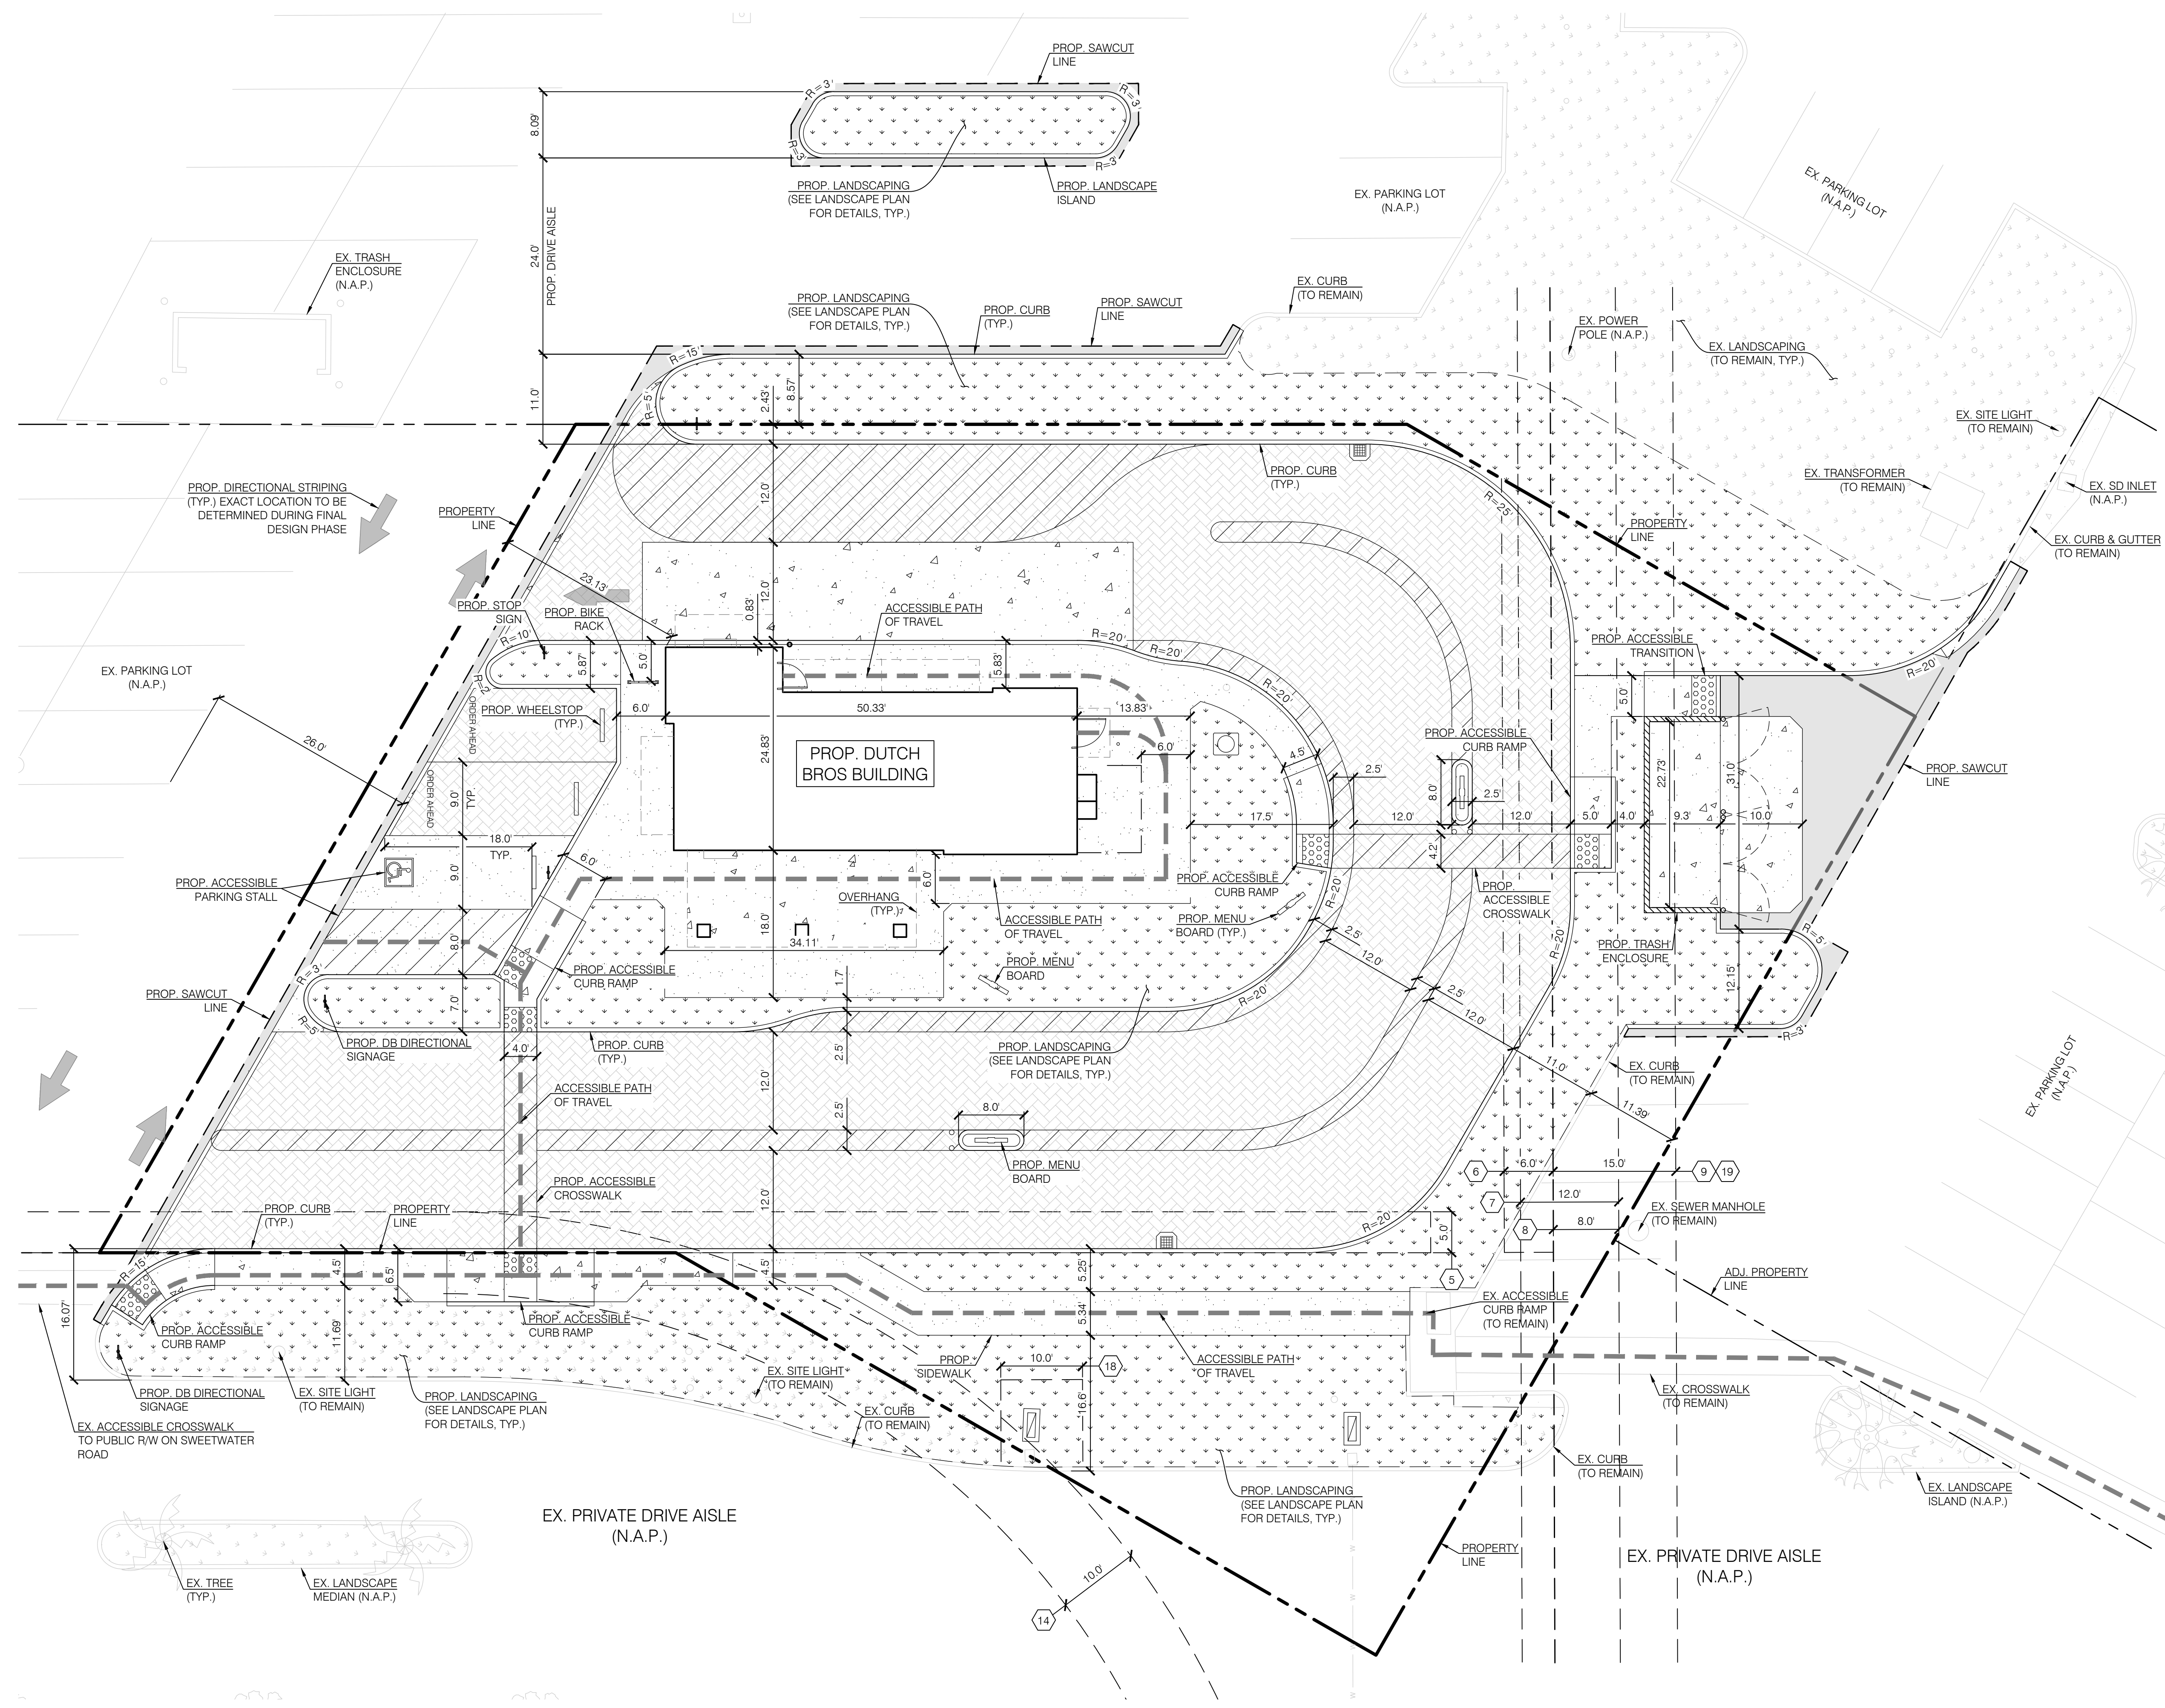 PROP. SAWCUT
LINE
R=3'
R=3'
R=3'
R=3'
8.09'
PROP. LANDSCAPING
(SEE LANDSCAPE PLAN
FOR DETAILS, TYP.)
PROP. LANDSCAPE
ISLAND
EX. PARKING LOT
(N.A.P.)
EX. PARKING LOT
(N.A.P.)
24.0'
PROP. DRIVE AISLE
EX. TRASH
ENCLOSURE
(N.A.P.)
PROP. LANDSCAPING
(SEE LANDSCAPE PLAN
FOR DETAILS, TYP.)
PROP. CURB
(TYP.)
PROP. SAWCUT
LINE
EX. CURB
(TO REMAIN)
EX. POWER
POLE (N.A.P.)
EX. LANDSCAPING
(TO REMAIN, TYP.)
R=15'
R=5'
11.0'
2.43'
8.57'
EX. SITE LIGHT
(TO REMAIN)
EX. TRANSFORMER
(TO REMAIN)
EX. SD INLET
(N.A.P.)
EX. CURB & GUTTER
(TO REMAIN)
PROP. DIRECTIONAL STRIPING
(TYP.) EXACT LOCATION TO BE
DETERMINED DURING FINAL
DESIGN PHASE
PROPERTY
LINE
PROP. CURB
(TYP.)
R=25'
PROPERTY
LINE
12.0'
23.13'
12.0'
0.83'
PROP. STOP
SIGN
PROP. BIKE
RACK
ACCESSIBLE PATH
OF TRAVEL
R=10'
R=2'
5.87'
5.0'
5.83'
R=20'
R=20'
R=20'
PROP. ACCESSIBLE
TRANSITION
R=20'
EX. PARKING LOT
(N.A.P.)
ORDER AHEAD
ORDER AHEAD
PROP. WHEELSTOP
(TYP.)
6.0'
50.33'
13.83'
5.0'
26.0'
24.83'
PROP. DUTCH
BROS BUILDING
6.0'
4.5'
2.5'
PROP. ACCESSIBLE
CURB RAMP
8.0'
2.5'
22.73'
31.0'
PROP. SAWCUT
LINE
9.0'
TYP.
18.0'
TYP.
17.5'
12.0'
12.0'
5.0'
4.0'
9.3'
10.0'
4.2'
9.0'
6.0'
6.0'
PROP. ACCESSIBLE
PARKING STALL
OVERHANG
(TYP.)
PROP. ACCESSIBLE
CURB RAMP
PROP.
ACCESSIBLE
CROSSWALK
ACCESSIBLE PATH
OF TRAVEL
PROP. MENU
BOARD (TYP.)
R=20'
18.0'
34.11'
8.0'
2.5'
12.0'
2.5'
12.0'
R=20'
PROP. TRASH
ENCLOSURE
R=5'
12.15'
R=3'
PROP. ACCESSIBLE
CURB RAMP
PROP. MENU
BOARD
1.7'
R=20'
R=3'
PROP. SAWCUT
LINE
7.0'
R=5'
PROP. DB DIRECTIONAL
SIGNAGE
4.0'
PROP. CURB
(TYP.)
2.5'
PROP. LANDSCAPING
(SEE LANDSCAPE PLAN
FOR DETAILS, TYP.)
11.0'
EX. CURB
(TO REMAIN)
11.39'
EX. PARKING LOT
(N.A.P.)
ACCESSIBLE PATH
OF TRAVEL
12.0'
2.5'
8.0'
PROP. MENU
BOARD
PROP. ACCESSIBLE
CROSSWALK
12.0'
6
6.0'
15.0'
9
19
7
12.0'
8
8.0'
EX. SEWER MANHOLE
(TO REMAIN)
PROP. CURB
(TYP.)
PROPERTY
LINE
R=20'
5.0'
5
R=15'
16.07'
4.5'
6.5'
11.69'
4.5'
5.25'
5.34'
ADJ. PROPERTY
LINE
EX. ACCESSIBLE
CURB RAMP
(TO REMAIN)
PROP. ACCESSIBLE
CURB RAMP
PROP. ACCESSIBLE
CURB RAMP
PROP.
SIDEWALK
ACCESSIBLE PATH
OF TRAVEL
10.0'
18
16.6'
EX. SITE LIGHT
(TO REMAIN)
PROP. DB DIRECTIONAL
SIGNAGE
EX. SITE LIGHT
(TO REMAIN)
PROP. LANDSCAPING
(SEE LANDSCAPE PLAN
FOR DETAILS, TYP.)
EX. CROSSWALK
(TO REMAIN)
EX. CURB
(TO REMAIN)
EX. ACCESSIBLE CROSSWALK
TO PUBLIC R/W ON SWEETWATER
ROAD
EX. CURB
(TO REMAIN)
PROP. LANDSCAPING
(SEE LANDSCAPE PLAN
FOR DETAILS, TYP.)
EX. LANDSCAPE
ISLAND (N.A.P.)
EX. PRIVATE DRIVE AISLE
(N.A.P.)
PROPERTY
LINE
EX. PRIVATE DRIVE AISLE
(N.A.P.)
EX. TREE
(TYP.)
EX. LANDSCAPE
MEDIAN (N.A.P.)
10.0'
14
W
W
W